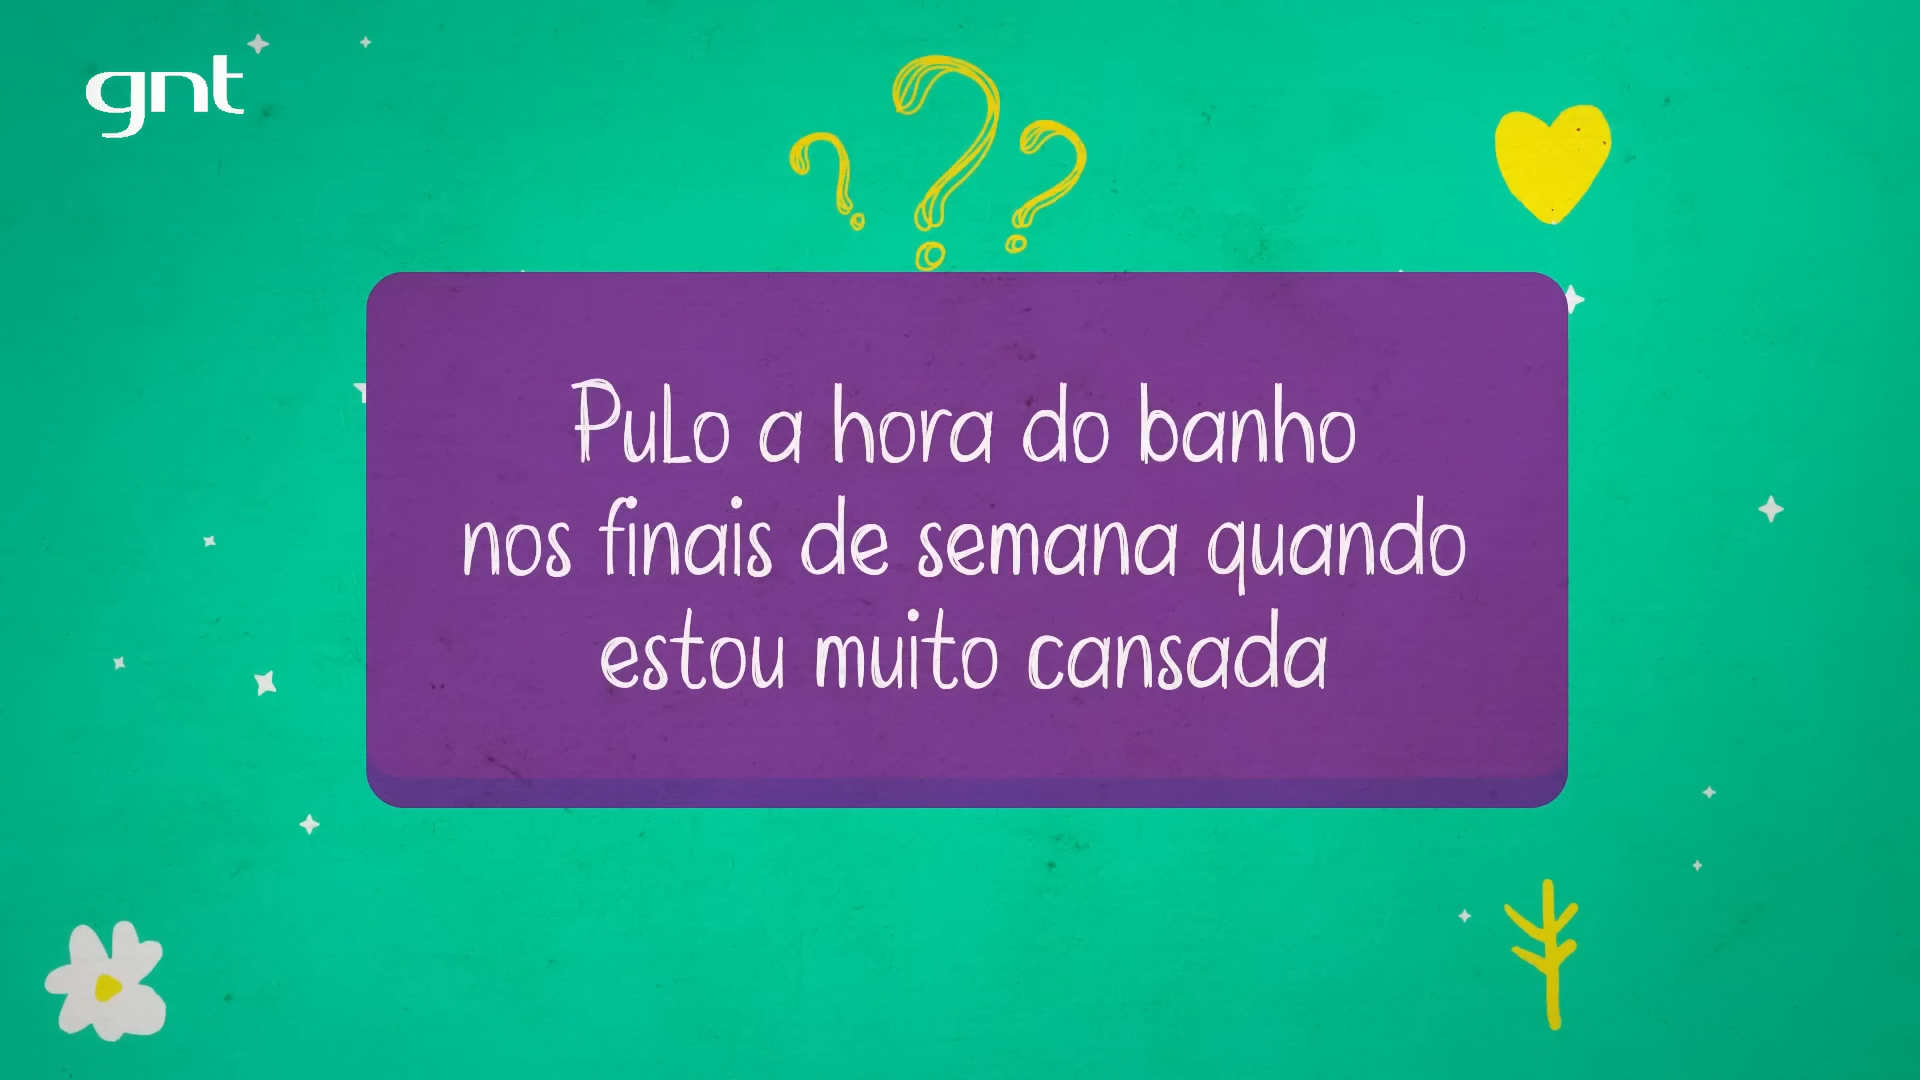 gnt
???
Pulo a hora do banho
nos finais de semana quando
estou muito cansada